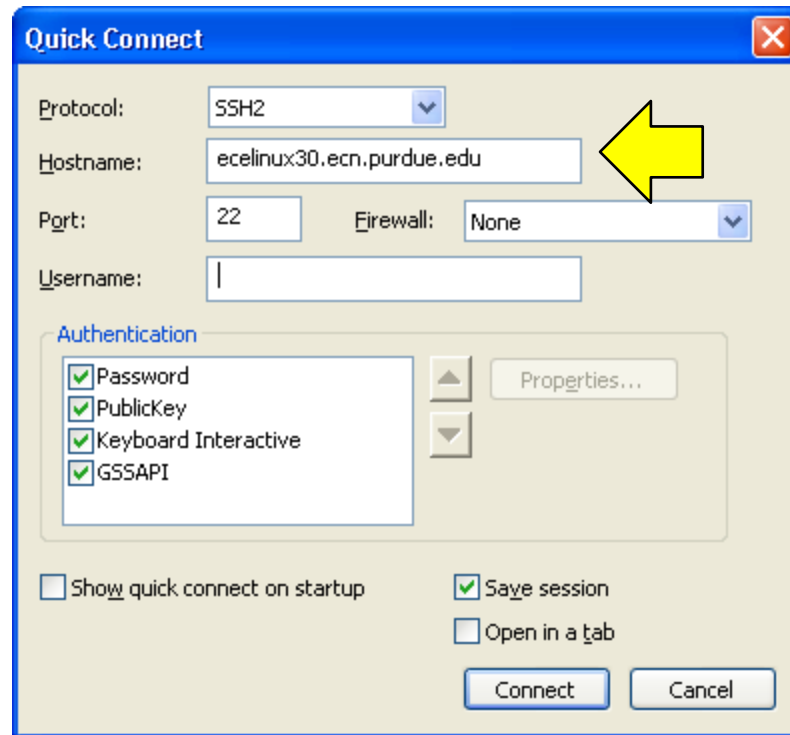 Quick Connect
Protocol: SSH2
Hostname: ecelinux30.ecn.purdue.edu
Port: 22 Firewall: None
Username:
Authentication
Password
PublicKey
Keyboard Interactive
GSSAPI
Properties...
Show quick connect on startup
Save session
Open in a tab
Connect Cancel